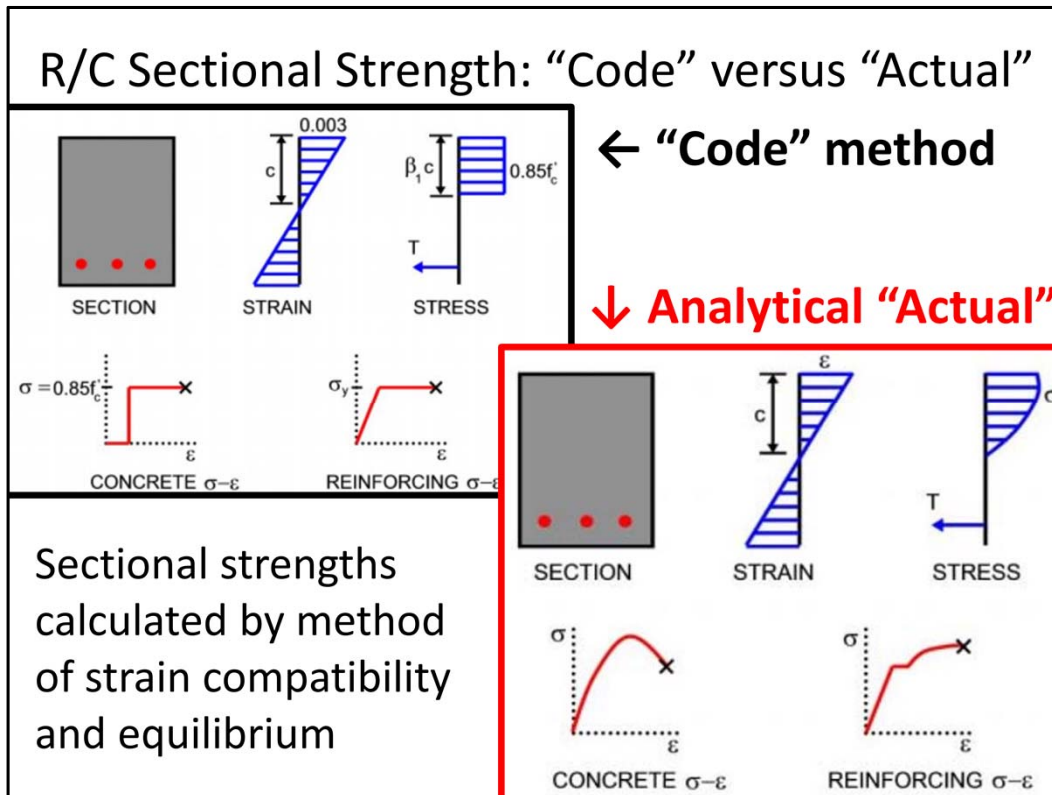 R/C Sectional Strength: “Code” versus “Actual”
← “Code” method
0.003
c
β₁c
0.85f'c
T
SECTION
STRAIN
STRESS
σ = 0.85f'c
ε
CONCRETE σ–ε
σy
ε
REINFORCING σ–ε
↓ Analytical “Actual”
ε
c
σ
T
SECTION
STRAIN
STRESS
σ
ε
CONCRETE σ–ε
σ
ε
REINFORCING σ–ε
Sectional strengths
calculated by method
of strain compatibility
and equilibrium